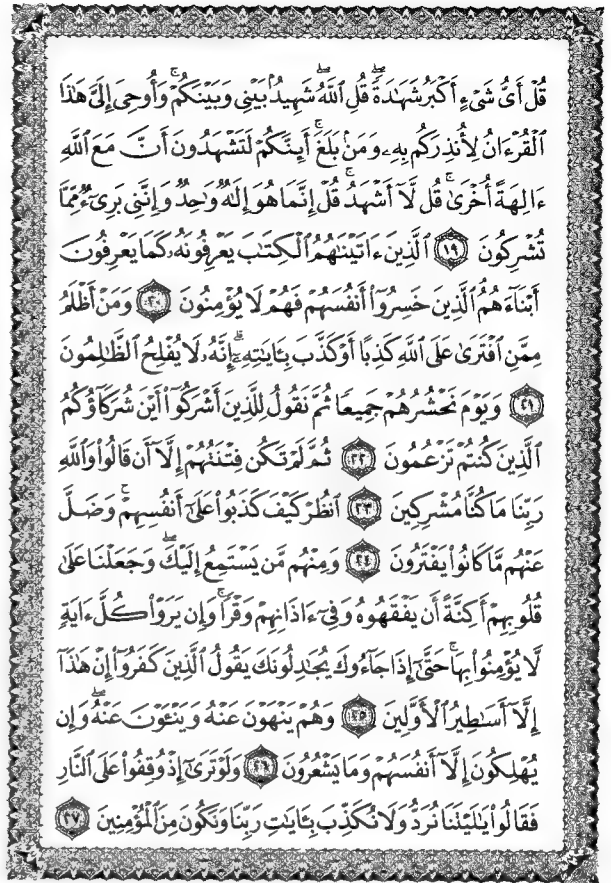 قُلۡ أَيُّ شَيۡءٍ أَكۡبَرُ شَهَٰدَةٗۖ قُلِ ٱللَّهُۖ شَهِيدُۢ بَيۡنِي وَبَيۡنَكُمۡۚ وَأُوحِيَ إِلَيَّ هَٰذَا
ٱلۡقُرۡءَانُ لِأُنذِرَكُم بِهِۦ وَمَنۢ بَلَغَۚ أَئِنَّكُمۡ لَتَشۡهَدُونَ أَنَّ مَعَ ٱللَّهِ
ءَالِهَةً أُخۡرَىٰۚ قُل لَّآ أَشۡهَدُۚ قُلۡ إِنَّمَا هُوَ إِلَٰهٞ وَٰحِدٞ وَإِنَّنِي بَرِيٓءٞ مِّمَّا
تُشۡرِكُونَ ١٩ ٱلَّذِينَ ءَاتَيۡنَٰهُمُ ٱلۡكِتَٰبَ يَعۡرِفُونَهُۥ كَمَا يَعۡرِفُونَ
أَبۡنَآءَهُمُۘ ٱلَّذِينَ خَسِرُوٓاْ أَنفُسَهُمۡ فَهُمۡ لَا يُؤۡمِنُونَ ٢٠ وَمَنۡ أَظۡلَمُ
مِمَّنِ ٱفۡتَرَىٰ عَلَى ٱللَّهِ كَذِبًا أَوۡ كَذَّبَ بِـَٔايَٰتِهِۦٓۗ إِنَّهُۥ لَا يُفۡلِحُ ٱلظَّٰلِمُونَ
٢١ وَيَوۡمَ نَحۡشُرُهُمۡ جَمِيعٗا ثُمَّ نَقُولُ لِلَّذِينَ أَشۡرَكُوٓاْ أَيۡنَ شُرَكَآؤُكُمُ
ٱلَّذِينَ كُنتُمۡ تَزۡعُمُونَ ٢٢ ثُمَّ لَمۡ تَكُن فِتۡنَتُهُمۡ إِلَّآ أَن قَالُواْ وَٱللَّهِ
رَبِّنَا مَا كُنَّا مُشۡرِكِينَ ٢٣ ٱنظُرۡ كَيۡفَ كَذَبُواْ عَلَىٰٓ أَنفُسِهِمۡۚ وَضَلَّ
عَنۡهُم مَّا كَانُواْ يَفۡتَرُونَ ٢٤ وَمِنۡهُم مَّن يَسۡتَمِعُ إِلَيۡكَۖ وَجَعَلۡنَا عَلَىٰ
قُلُوبِهِمۡ أَكِنَّةً أَن يَفۡقَهُوهُ وَفِيٓ ءَاذَانِهِمۡ وَقۡرٗاۚ وَإِن يَرَوۡاْ كُلَّ ءَايَةٖ
لَّا يُؤۡمِنُواْ بِهَاۚ حَتَّىٰٓ إِذَا جَآءُوكَ يُجَٰدِلُونَكَ يَقُولُ ٱلَّذِينَ كَفَرُوٓاْ إِنۡ هَٰذَآ
إِلَّآ أَسَٰطِيرُ ٱلۡأَوَّلِينَ ٢٥ وَهُمۡ يَنۡهَوۡنَ عَنۡهُ وَيَنۡـَٔوۡنَ عَنۡهُۖ وَإِن
يُهۡلِكُونَ إِلَّآ أَنفُسَهُمۡ وَمَا يَشۡعُرُونَ ٢٦ وَلَوۡ تَرَىٰٓ إِذۡ وُقِفُواْ عَلَى ٱلنَّارِ
فَقَالُواْ يَٰلَيۡتَنَا نُرَدُّ وَلَا نُكَذِّبَ بِـَٔايَٰتِ رَبِّنَا وَنَكُونَ مِنَ ٱلۡمُؤۡمِنِينَ ٢٧